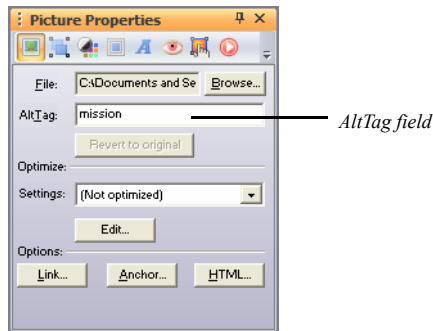 Picture Properties
File: C:\Documents and Se Browse...
AltTag: mission
AltTag field
Revert to original
Optimize:
Settings: (Not optimized)
Edit...
Options:
Link... Anchor... HTML...